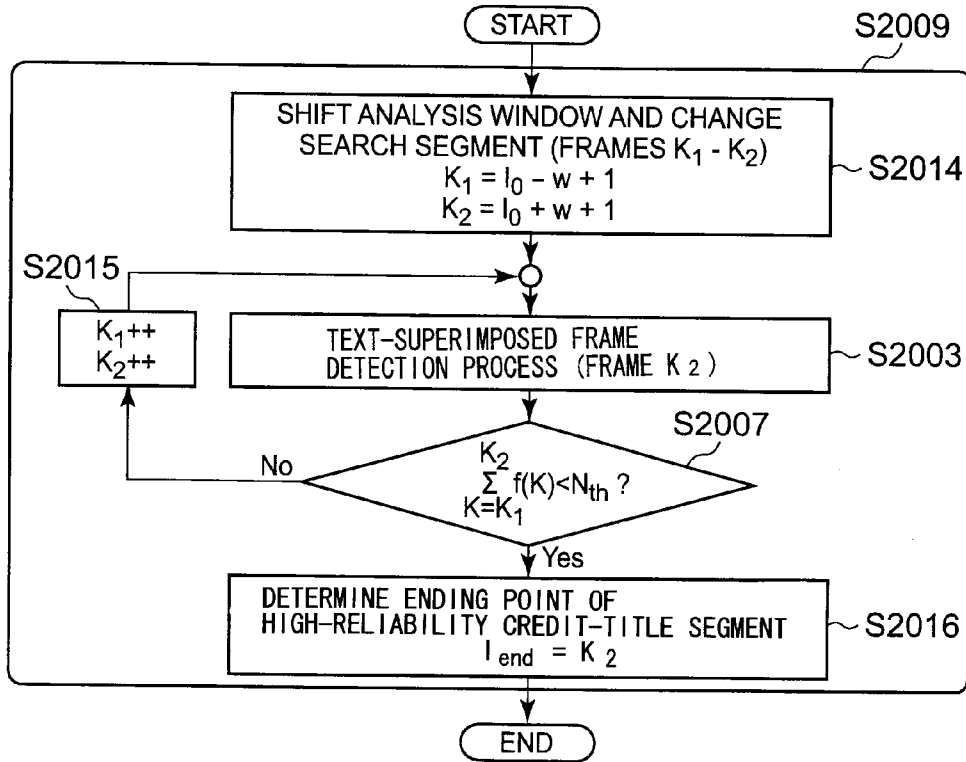 START
S2009
SHIFT ANALYSIS WINDOW AND CHANGE
SEARCH SEGMENT (FRAMES K₁ - K₂)
K₁ = I₀ – w + 1
K₂ = I₀ + w + 1
S2014
S2015
K₁++
K₂++
TEXT-SUPERIMPOSED FRAME
DETECTION PROCESS (FRAME K₂)
S2003
S2007
No
K₂
Σ f(K)<Nth ?
K=K₁
Yes
DETERMINE ENDING POINT OF
HIGH-RELIABILITY CREDIT-TITLE SEGMENT
Iend = K₂
S2016
END